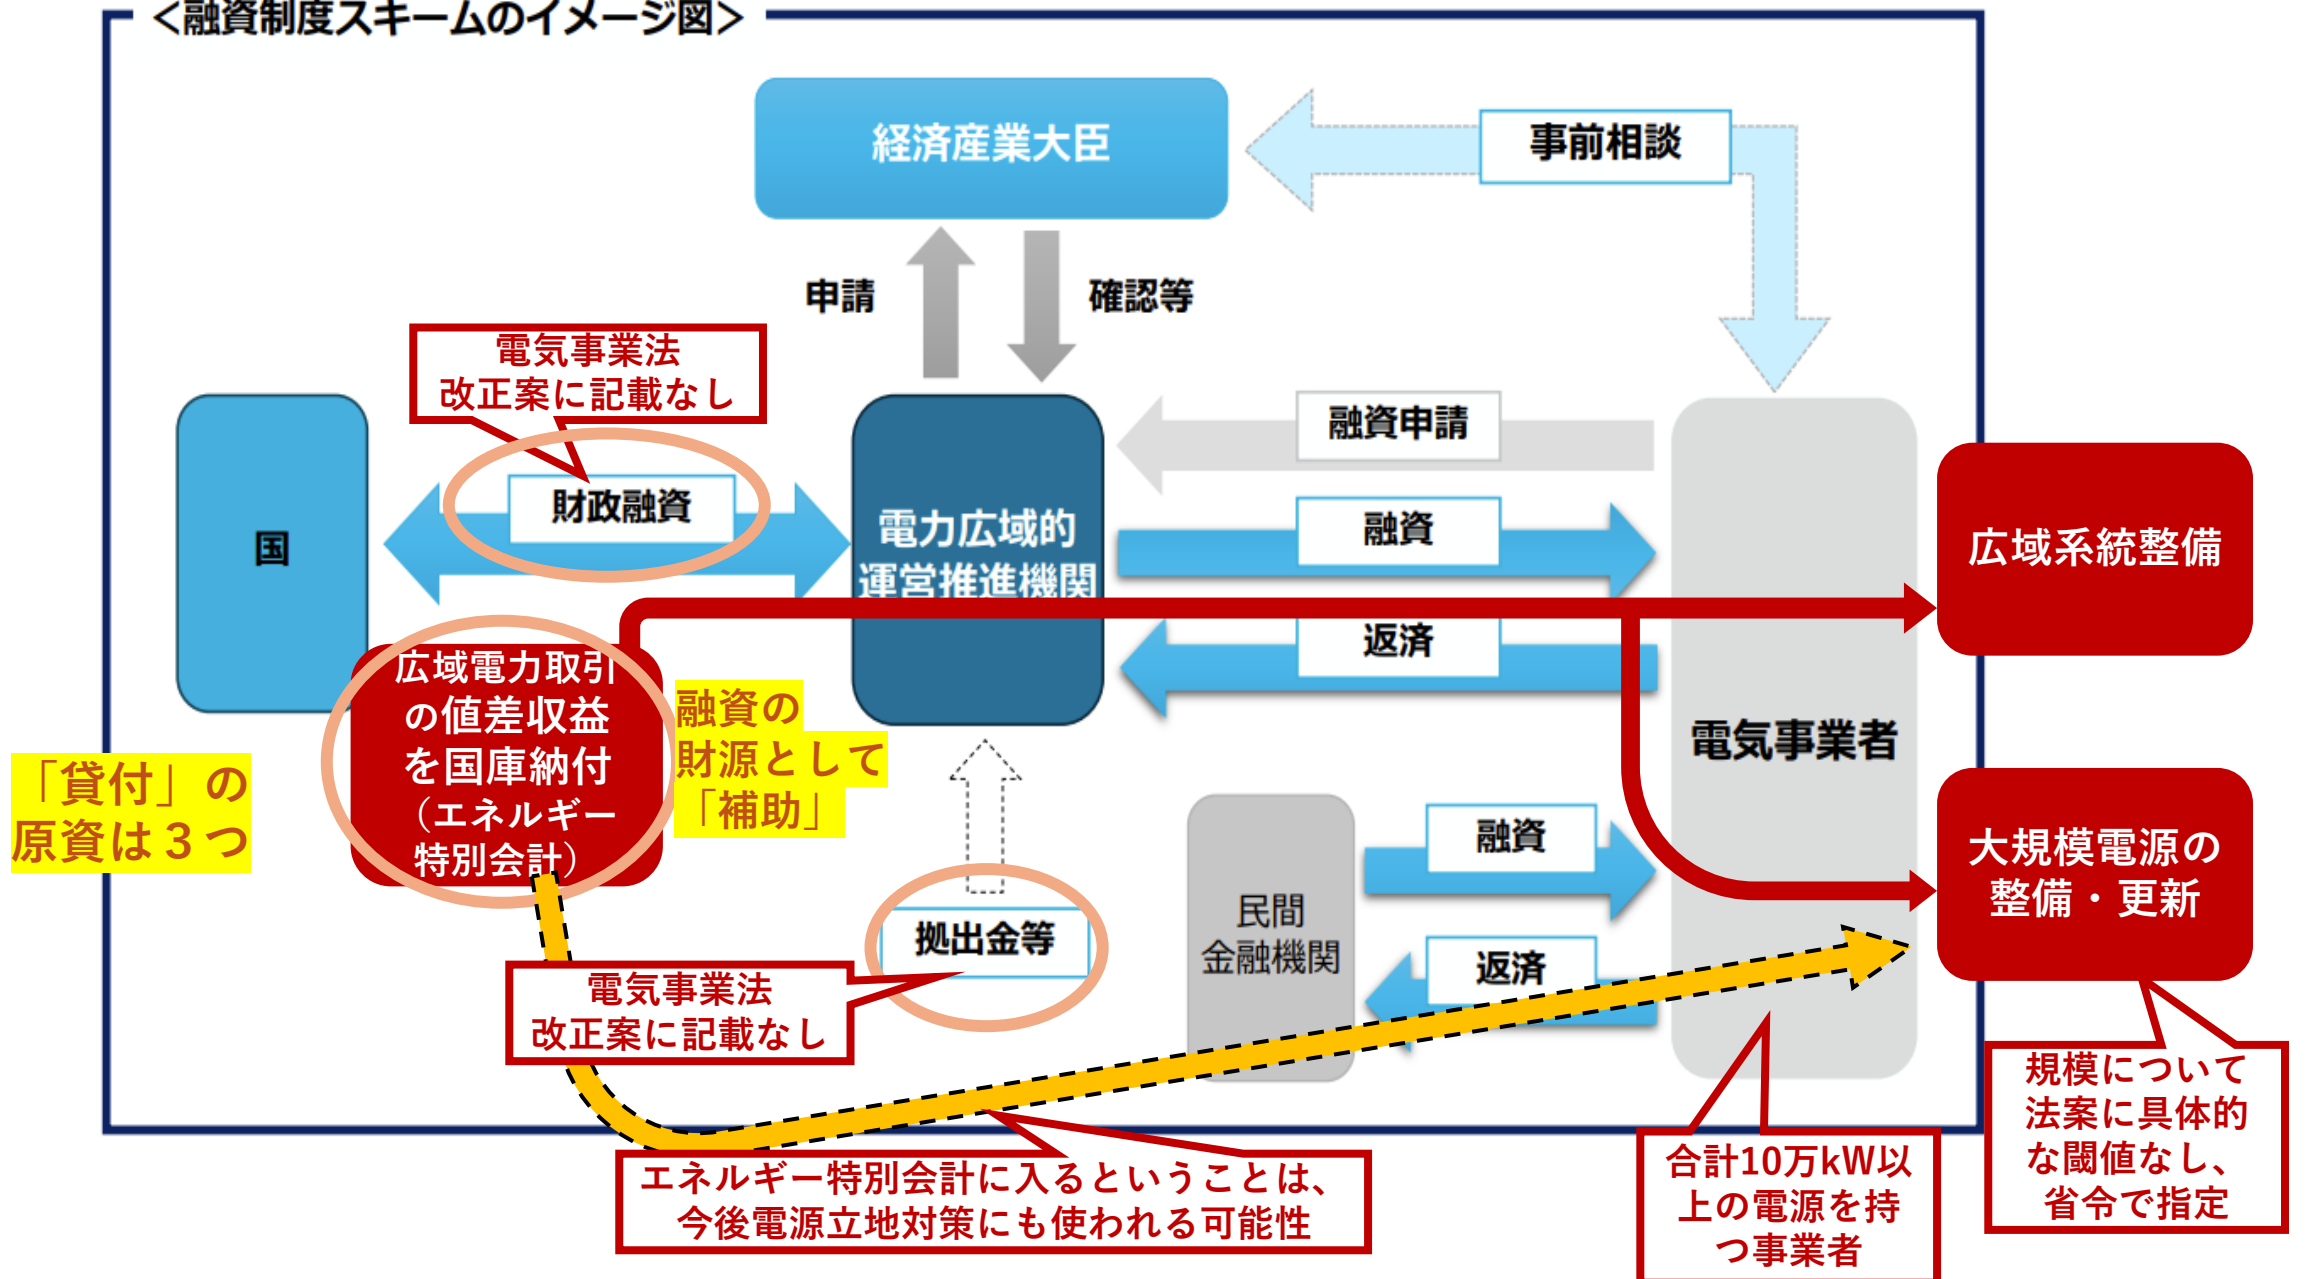 ＜融資制度スキームのイメージ図＞
経済産業大臣
事前相談
申請
確認等
電気事業法
改正案に記載なし
国
財政融資
電力広域的
運営推進機関
融資申請
融資
返済
電気事業者
広域系統整備
広域電力取引
の値差収益
を国庫納付
（エネルギー
特別会計）
融資の
財源として
「補助」
「貸付」の
原資は３つ
拠出金等
電気事業法
改正案に記載なし
民間
金融機関
融資
返済
大規模電源の
整備・更新
エネルギー特別会計に入るということは、
今後電源立地対策にも使われる可能性
合計10万kW以
上の電源を持
つ事業者
規模について
法案に具体的
な閾値なし、
省令で指定